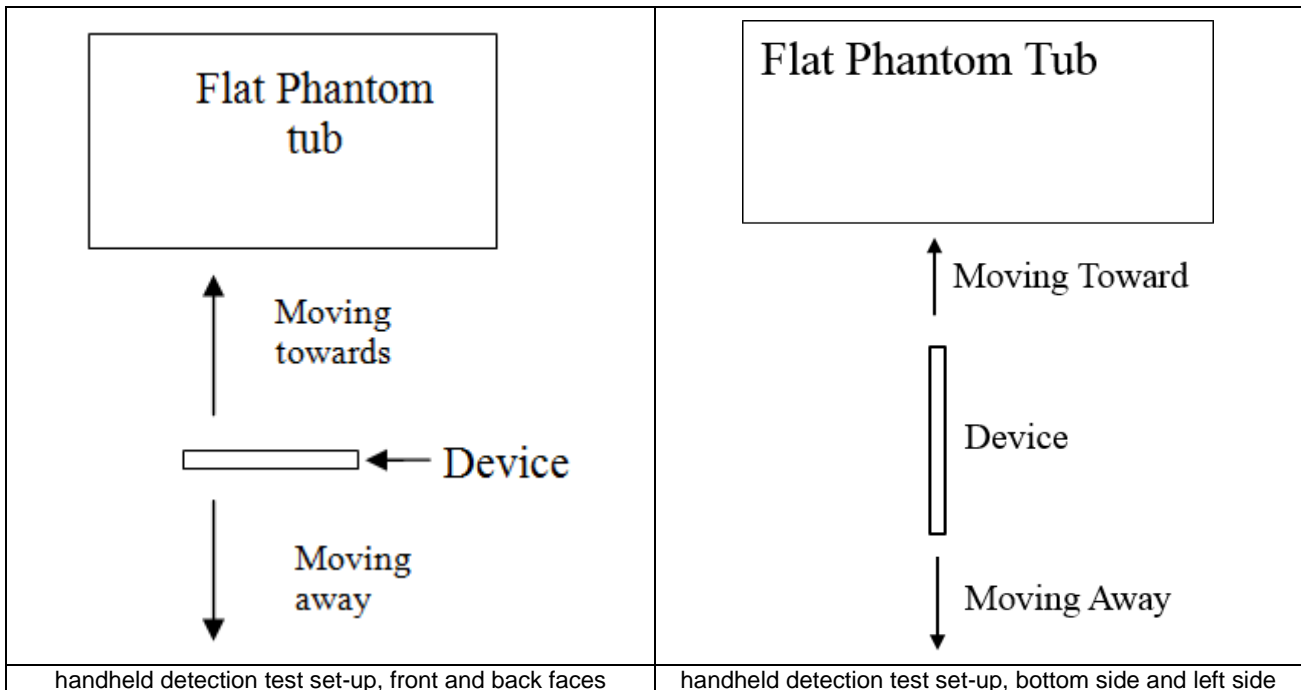 Flat Phantom
tub
Moving
towards
Device
Moving
away
handheld detection test set-up, front and back faces
Flat Phantom Tub
Moving Toward
Device
Moving Away
handheld detection test set-up, bottom side and left side